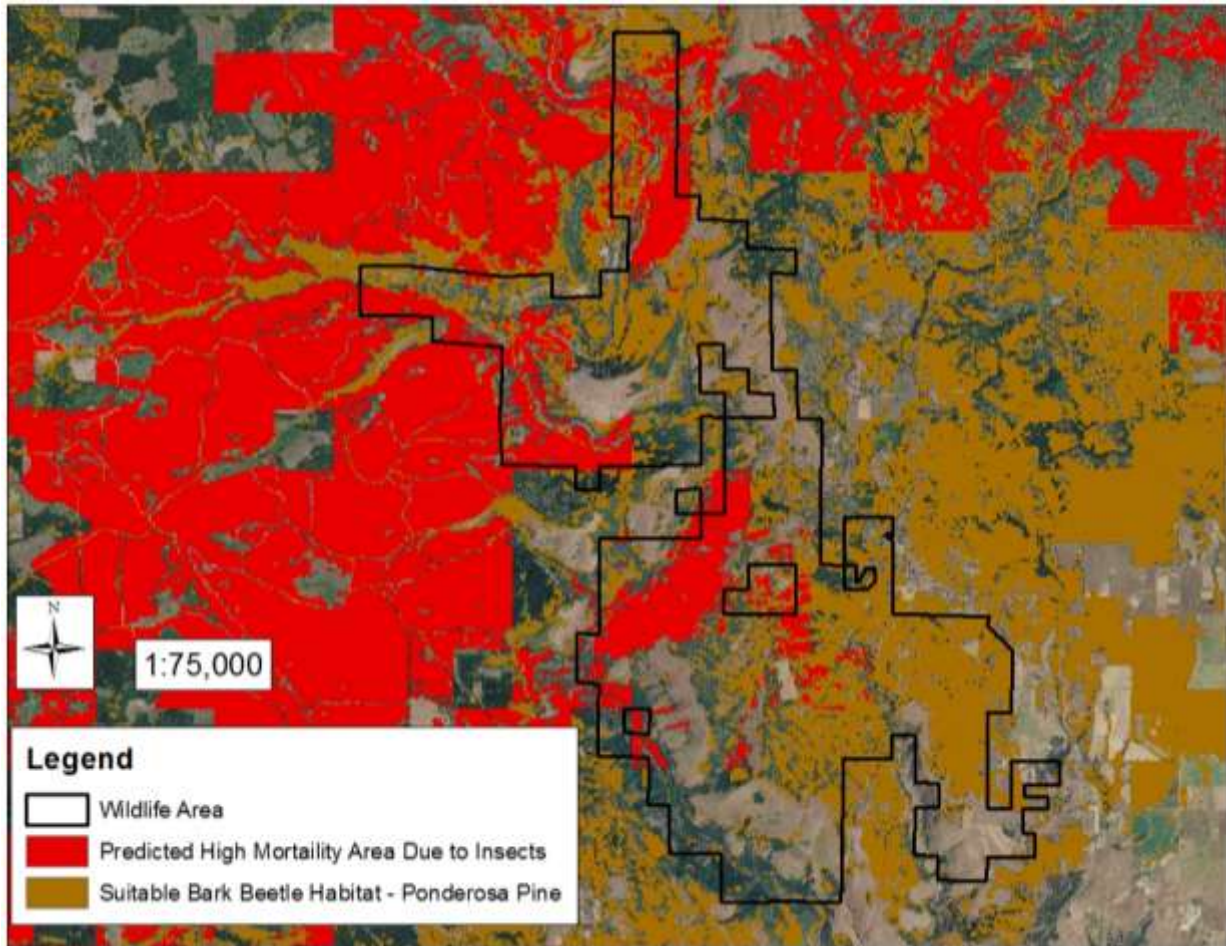 N
1:75,000
Legend
Wildlife Area
Predicted High Mortaility Area Due to Insects
Suitable Bark Beetle Habitat - Ponderosa Pine